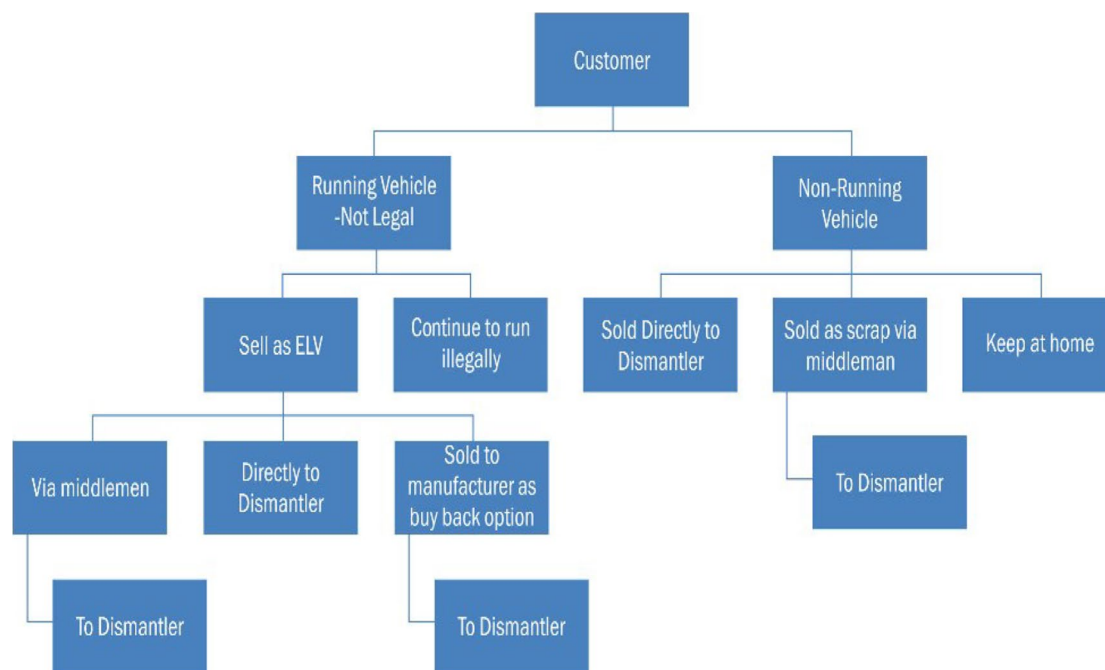 Customer
Running Vehicle
-Not Legal
Non-Running
Vehicle
Sell as ELV
Continue to run
illegally
Sold Directly to
Dismantler
Sold as scrap via
middleman
Keep at home
Via middlemen
Directly to
Dismantler
Sold to
manufacturer as
buy back option
To Dismantler
To Dismantler
To Dismantler